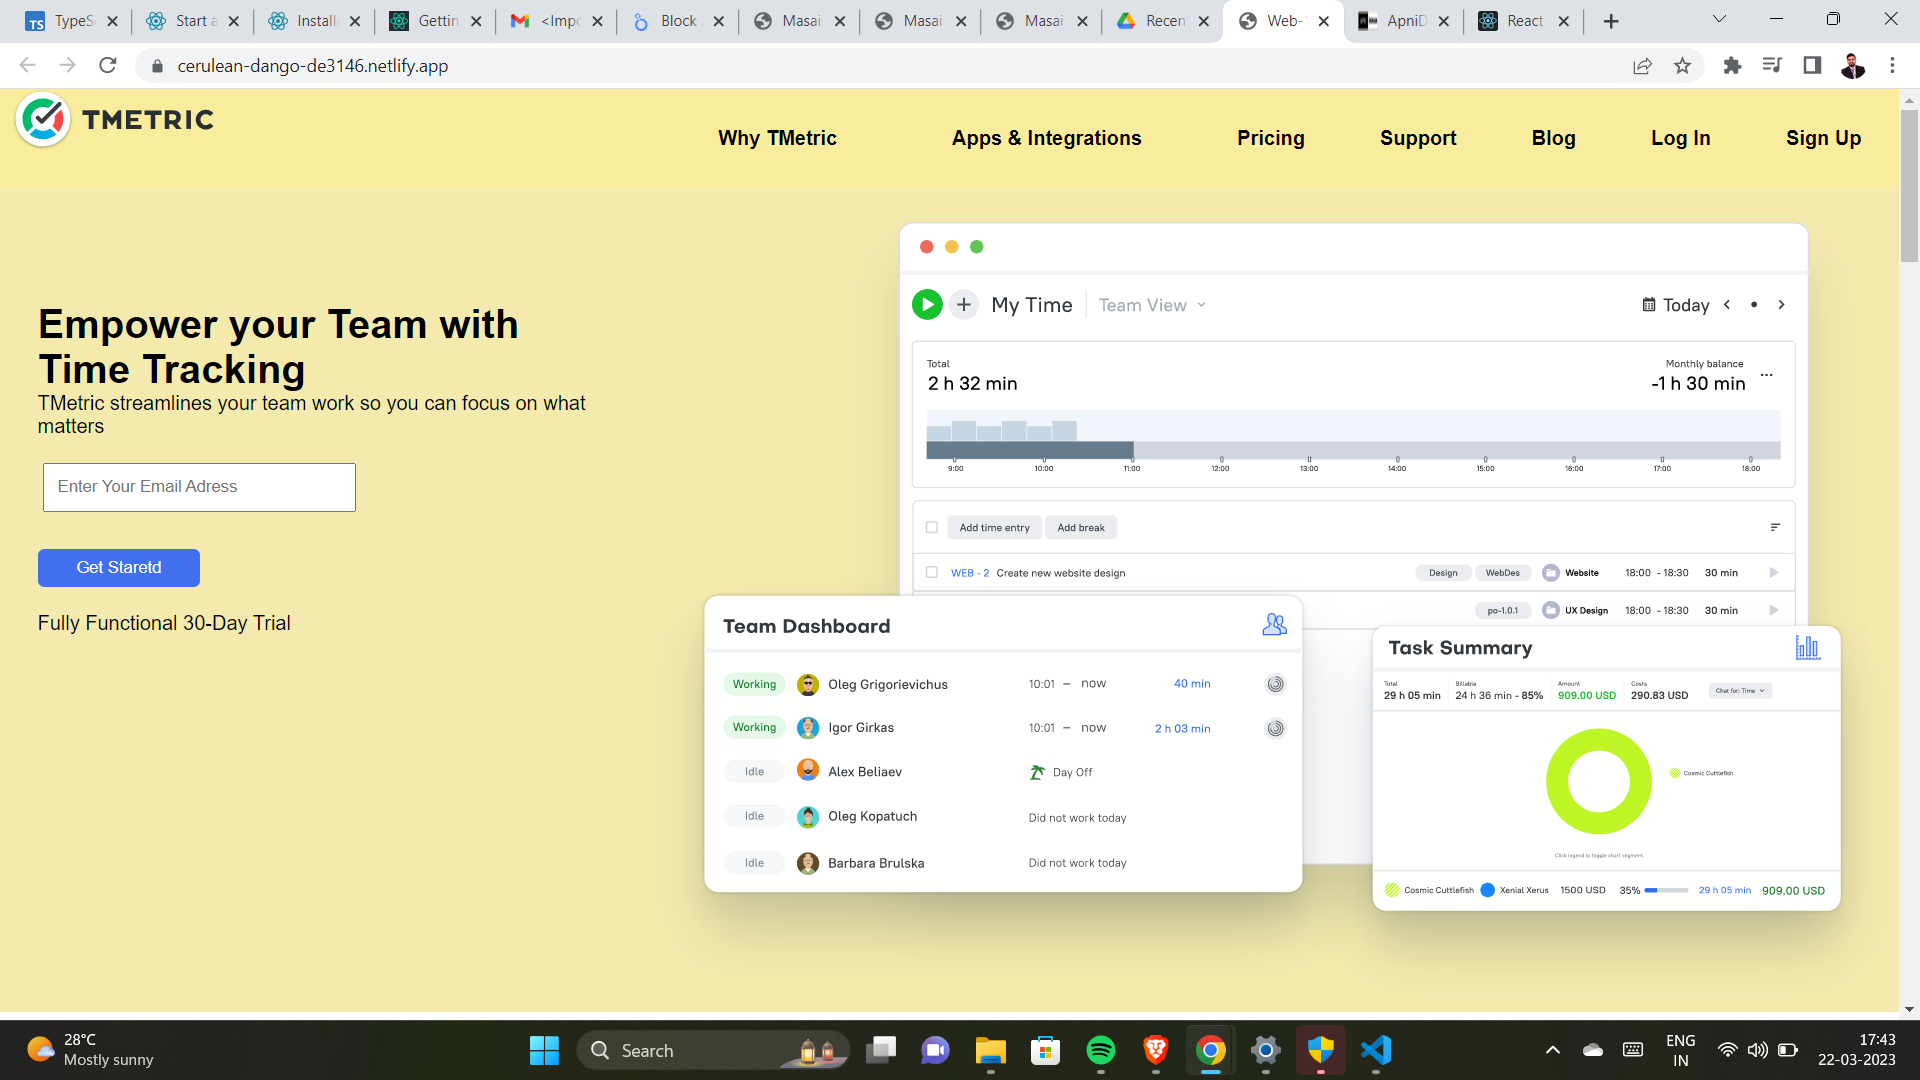 TypeS
Start a
Install
Gettin
<Impo
Block
Masai
Masai
Masai
Recen
Web-
ApniD
React
cerulean-dango-de3146.netlify.app
TMETRIC
Why TMetric
Apps & Integrations
Pricing
Support
Blog
Log In
Sign Up
Empower your Team with
Time Tracking
TMetric streamlines your team work so you can focus on what
matters
Enter Your Email Adress
Get Staretd
Fully Functional 30-Day Trial
My Time
Team View
Today
Total
Monthly balance
2 h 32 min
-1 h 30 min
9:00 10:00 11:00 12:00 13:00 14:00 15:00 16:00 17:00 18:00
Add time entry
Add break
WEB - 2 Create new website design Design WebDes Website 18:00 - 18:30 30 min
po-1.0.1 UX Design 18:00 - 18:30 30 min
Team Dashboard
Working Oleg Grigorievichus 10:01 – now 40 min
Working Igor Girkas 10:01 – now 2 h 03 min
Idle Alex Beliaev Day Off
Idle Oleg Kopatuch Did not work today
Idle Barbara Brulska Did not work today
Task Summary
Total Billable Amount Costs
29 h 05 min 24 h 36 min - 85% 909.00 USD 290.83 USD Chat for: Time
Cosmic Cuttlefish
Click legend to toggle chart segment.
Cosmic Cuttlefish Xenial Xerus 1500 USD 35% 29 h 05 min 909.00 USD
28°C
Mostly sunny
Search
ENG
IN
17:43
22-03-2023